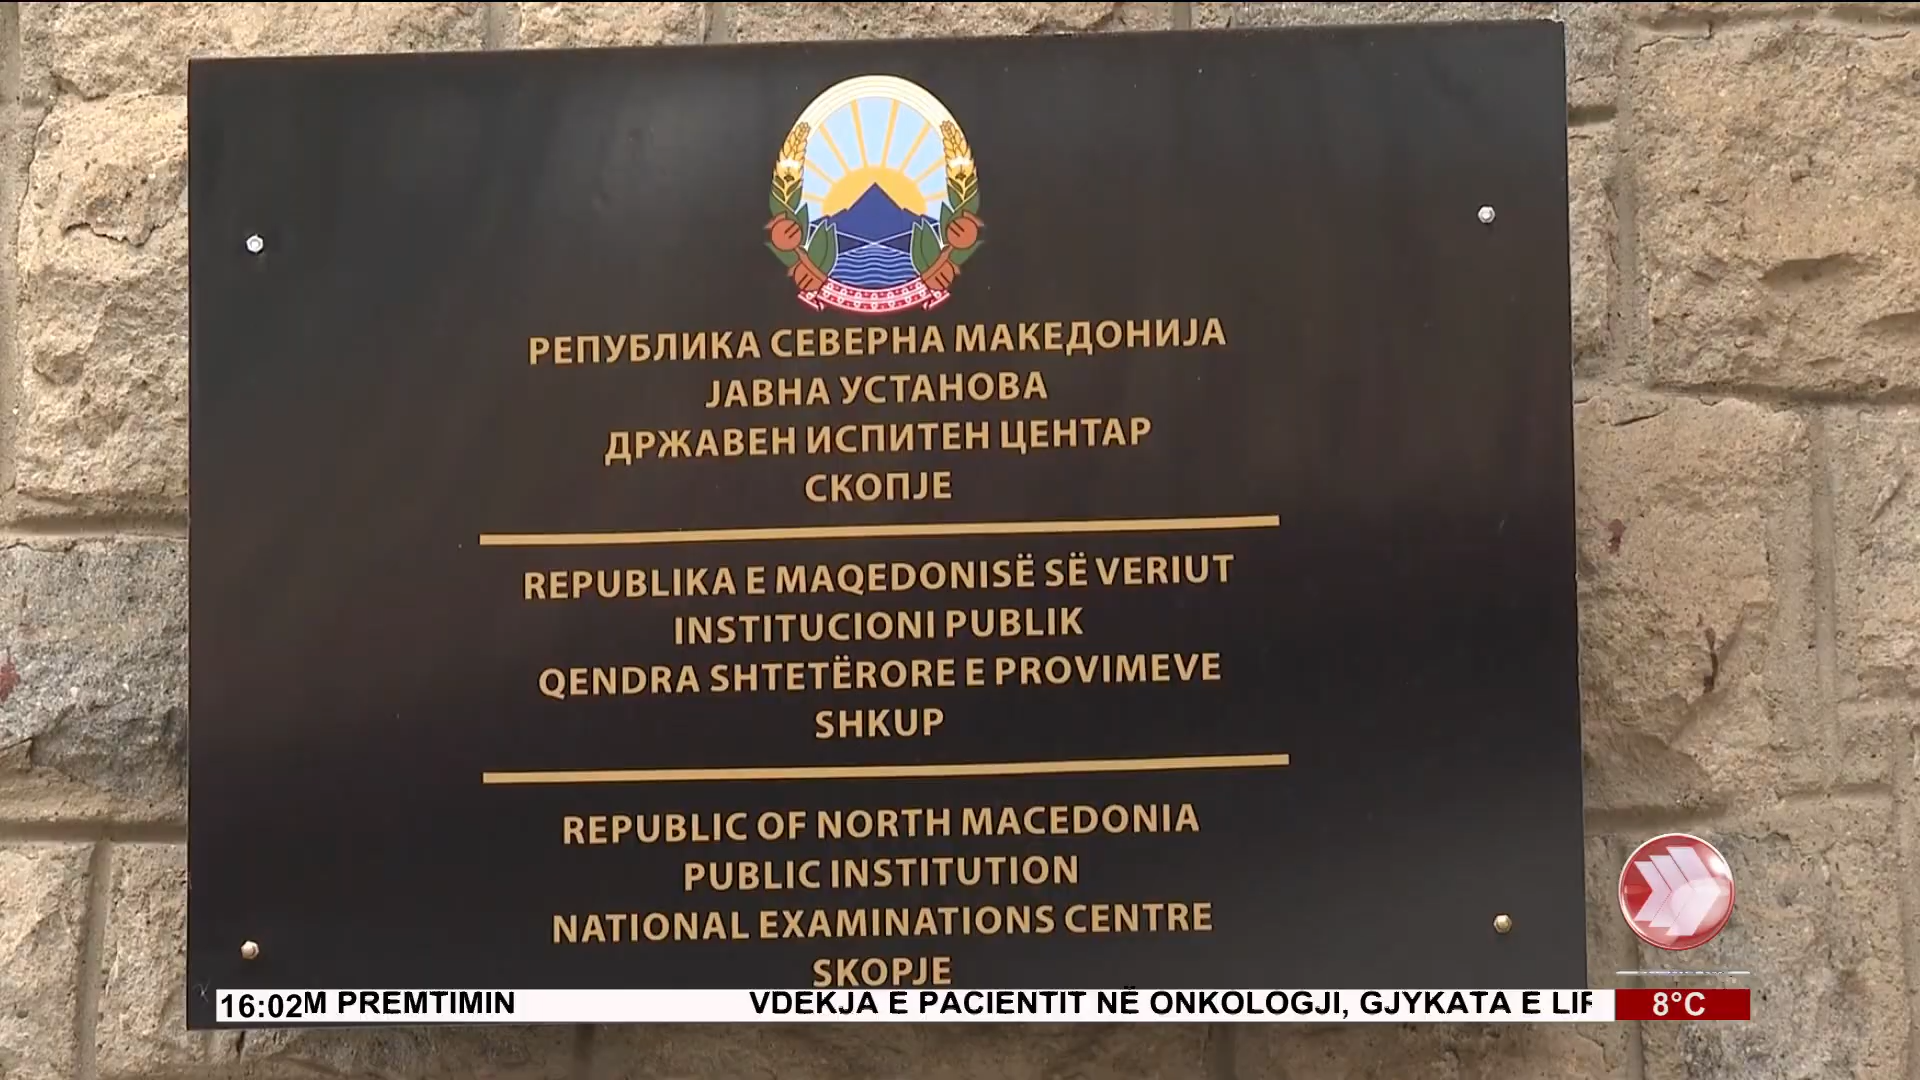 РЕПУБЛИКА СЕВЕРНА МАКЕДОНИЈА
ЈАВНА УСТАНОВА
ДРЖАВЕН ИСПИТЕН ЦЕНТАР
СКОПЈЕ
REPUBLIKA E MAQEDONISË SË VERIUT
INSTITUCIONI PUBLIK
QENDRA SHTETËRORE E PROVIMEVE
SHKUP
REPUBLIC OF NORTH MACEDONIA
PUBLIC INSTITUTION
NATIONAL EXAMINATIONS CENTRE
SKOPJE
16:02 PREMTIMIN VDEKJA E PACIENTIT NË ONKOLOGJI, GJYKATA E 8°C